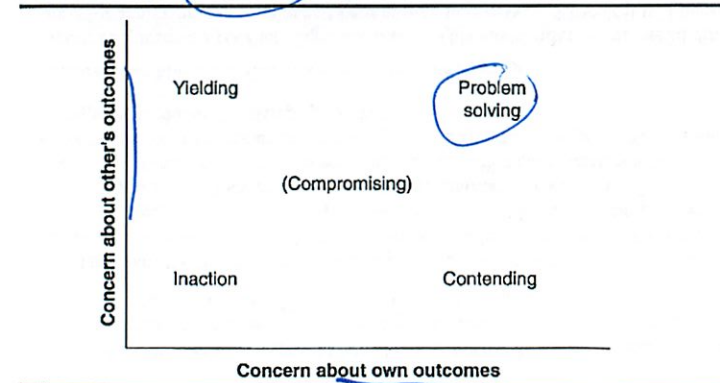 Concern about other's outcomes
Yielding
Problem
solving
(Compromising)
Inaction
Contending
Concern about own outcomes